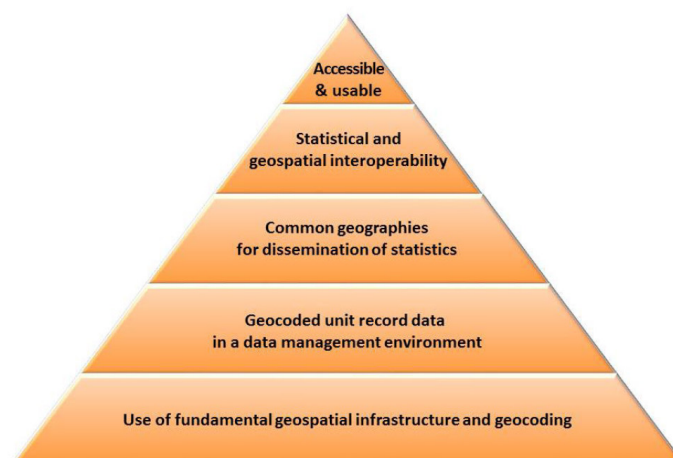 Accessible
& usable
Statistical and
geospatial interoperability
Common geographies
for dissemination of statistics
Geocoded unit record data
in a data management environment
Use of fundamental geospatial infrastructure and geocoding